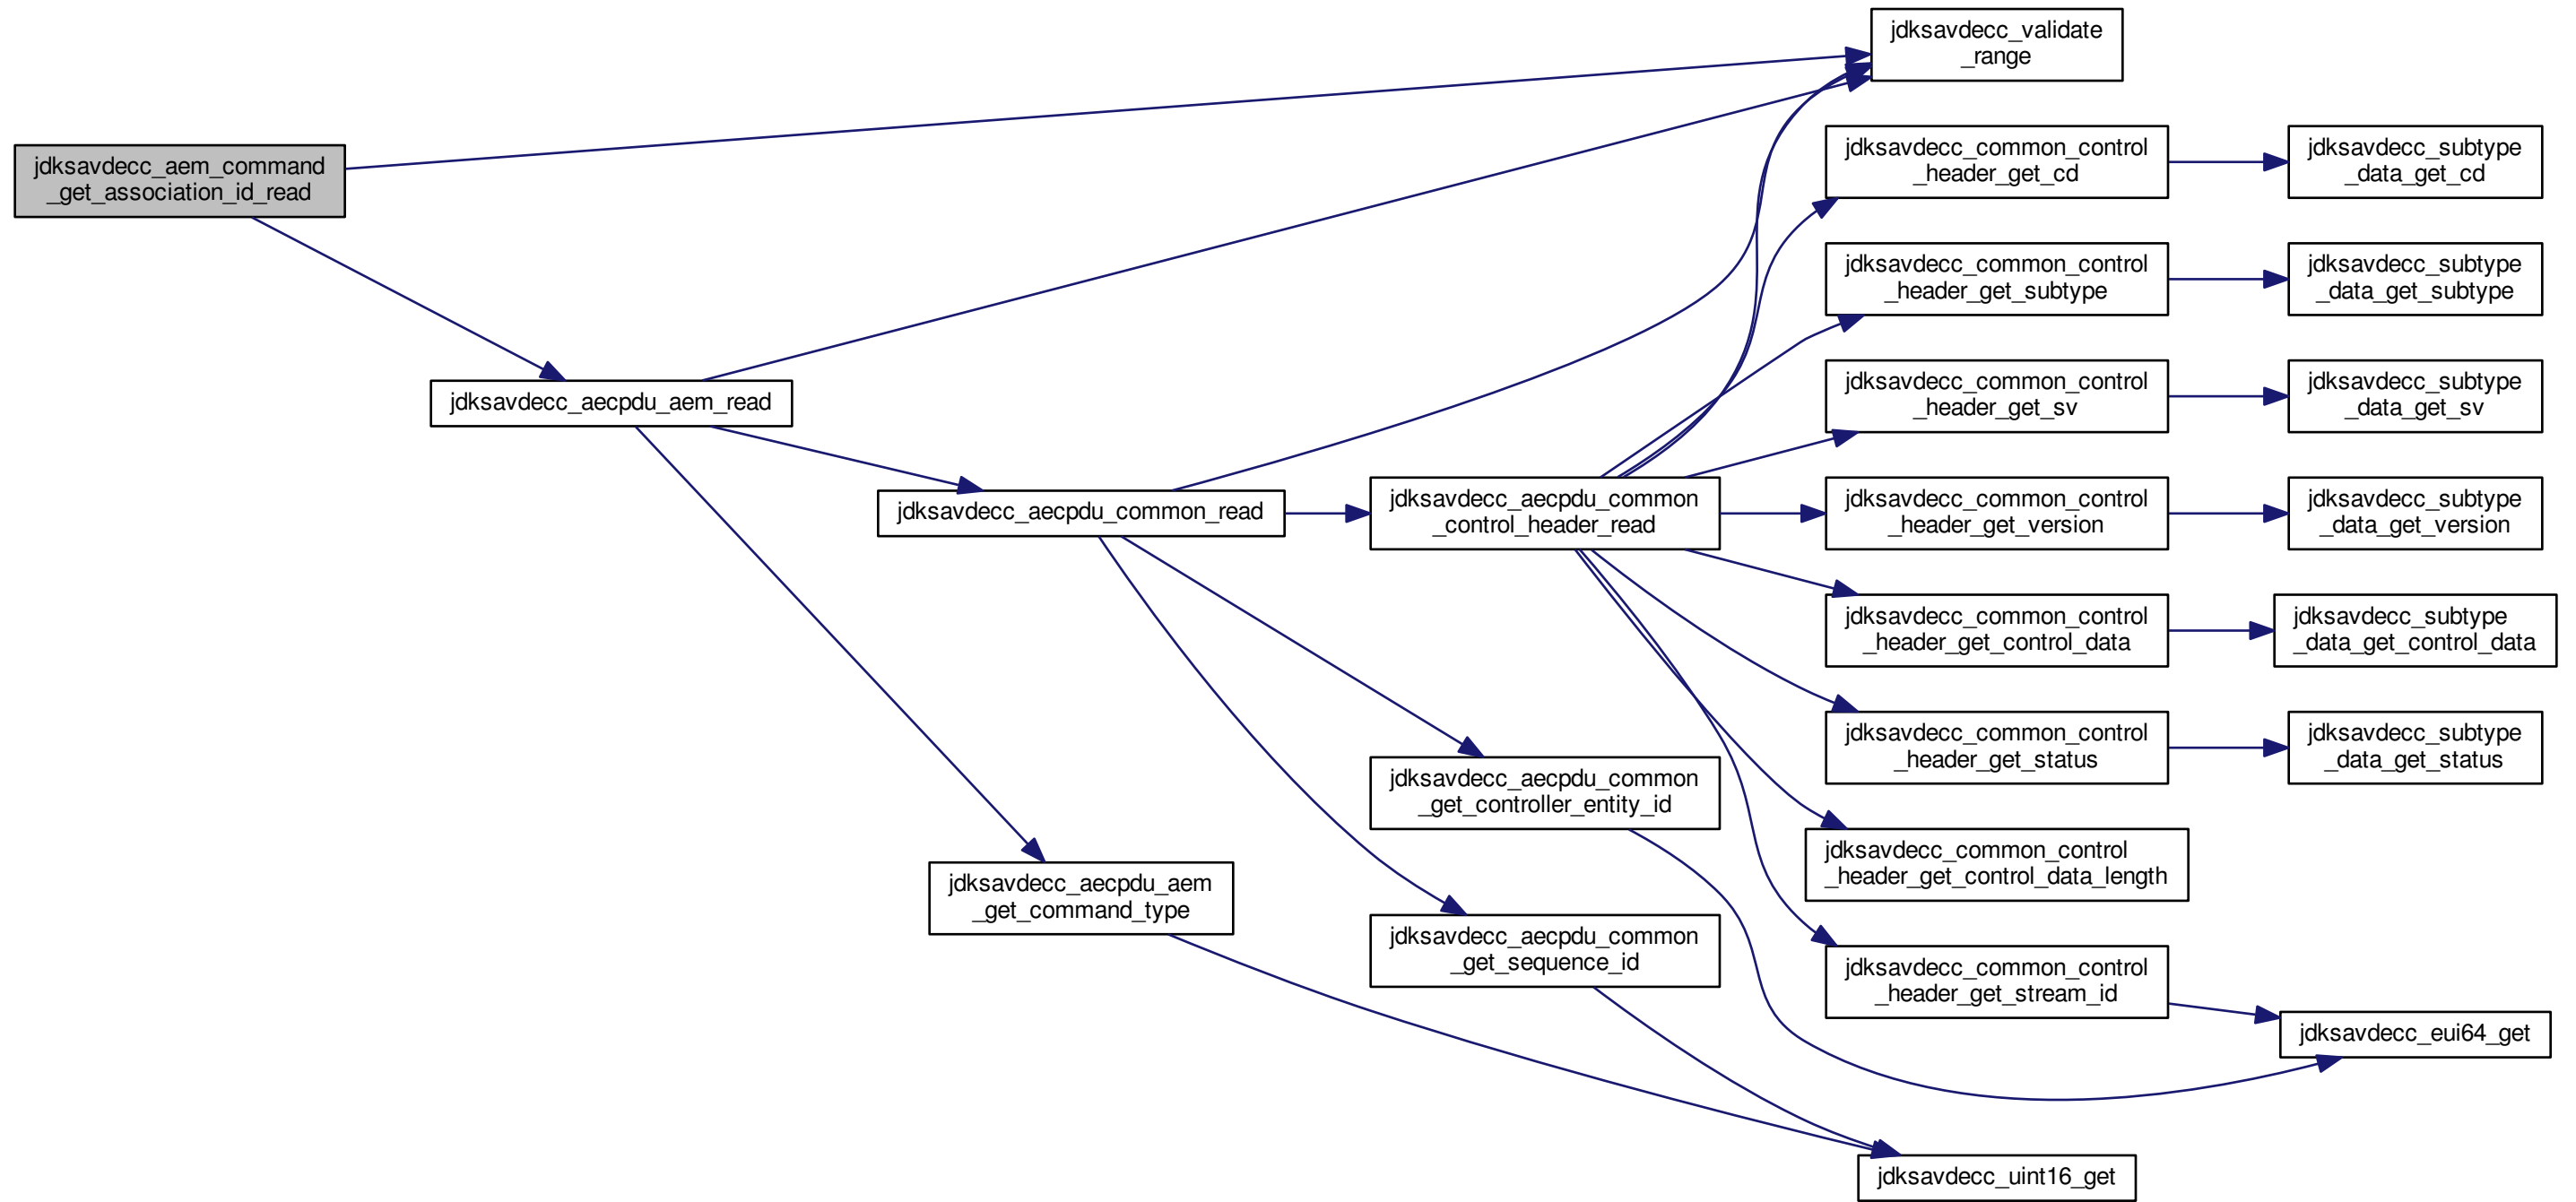 jdksavdecc_aem_command
_get_association_id_read
jdksavdecc_aecpdu_aem_read
jdksavdecc_aecpdu_common_read
jdksavdecc_aecpdu_aem
_get_command_type
jdksavdecc_aecpdu_common
_control_header_read
jdksavdecc_aecpdu_common
_get_controller_entity_id
jdksavdecc_aecpdu_common
_get_sequence_id
jdksavdecc_validate
_range
jdksavdecc_common_control
_header_get_cd
jdksavdecc_common_control
_header_get_subtype
jdksavdecc_common_control
_header_get_sv
jdksavdecc_common_control
_header_get_version
jdksavdecc_common_control
_header_get_control_data
jdksavdecc_common_control
_header_get_status
jdksavdecc_common_control
_header_get_control_data_length
jdksavdecc_common_control
_header_get_stream_id
jdksavdecc_uint16_get
jdksavdecc_subtype
_data_get_cd
jdksavdecc_subtype
_data_get_subtype
jdksavdecc_subtype
_data_get_sv
jdksavdecc_subtype
_data_get_version
jdksavdecc_subtype
_data_get_control_data
jdksavdecc_subtype
_data_get_status
jdksavdecc_eui64_get